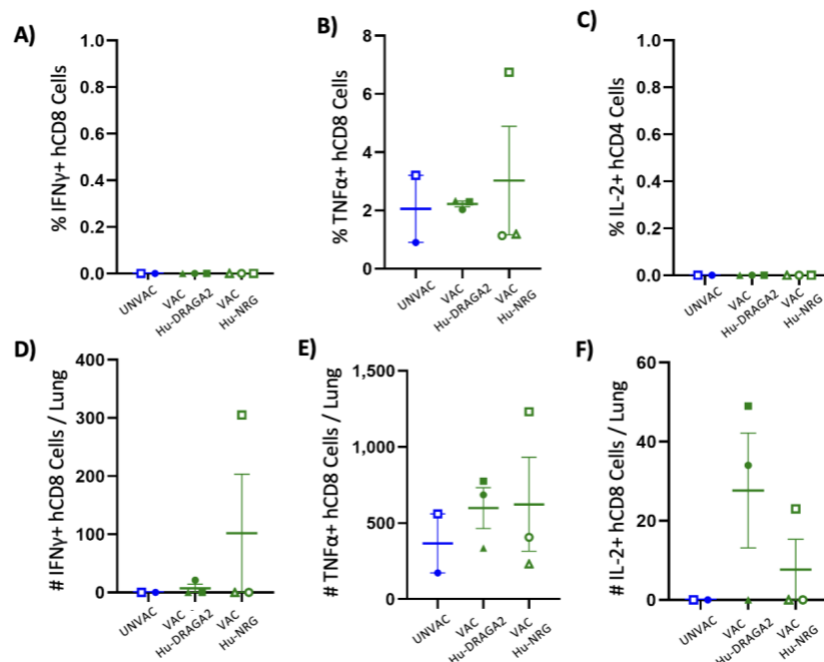 A)
% IFNγ+ hCD8 Cells
1.0
0.8
0.6
0.4
0.2
0.0
UNVAC
VAC
Hu-DRAGA2
VAC
Hu-NRG
B)
% TNFα+ hCD8 Cells
8
6
4
2
0
UNVAC
VAC
Hu-DRAGA2
VAC
Hu-NRG
C)
% IL-2+ hCD4 Cells
1.0
0.8
0.6
0.4
0.2
0.0
UNVAC
VAC
Hu-DRAGA2
VAC
Hu-NRG
D)
# IFNγ+ hCD8 Cells / Lung
400
300
200
100
0
UNVAC
VAC
Hu-DRAGA2
VAC
Hu-NRG
E)
# TNFα+ hCD8 Cells / Lung
1,500
1,000
500
0
UNVAC
VAC
Hu-DRAGA2
VAC
Hu-NRG
F)
# IL-2+ hCD8 Cells / Lung
60
40
20
0
UNVAC
VAC
Hu-DRAGA2
VAC
Hu-NRG